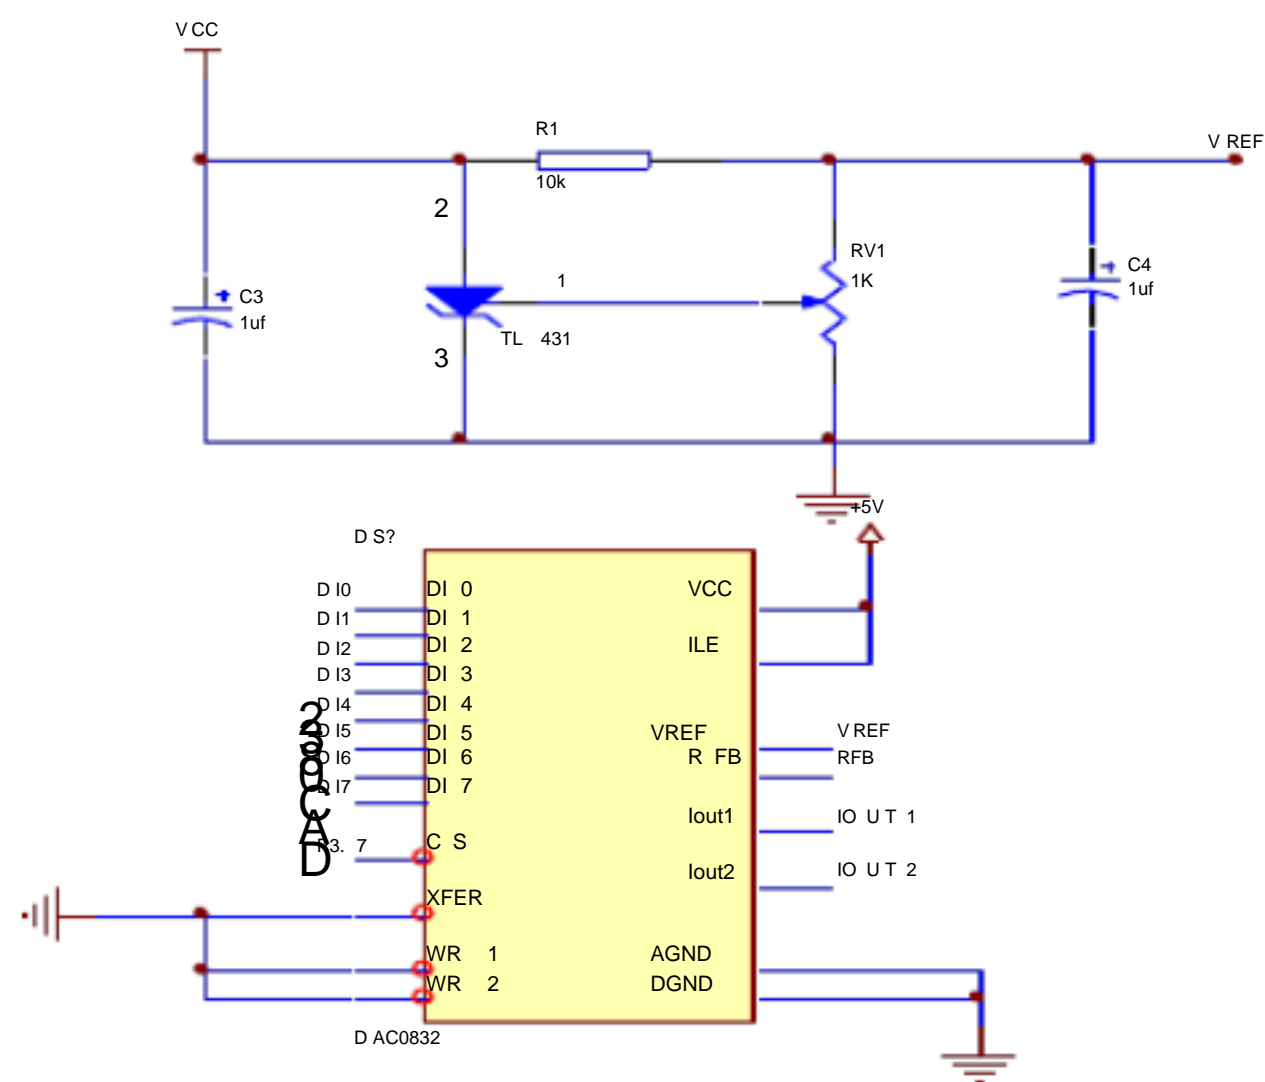 V CC
R1
V REF
10k
2
RV1
1
1K
C4
1uf
C3
1uf
TL 431
3
+5V
D S?
D I0
DI 0
VCC
D I1
DI 1
D I2
DI 2
ILE
D I3
DI 3
D I4
DI 4
D I5
DI 5
VREF
V REF
D I6
DI 6
R FB
RFB
D I7
DI 7
Iout1
IO U T 1
P3. 7
C S
Iout2
IO U T 2
XFER
WR 1
AGND
WR 2
DGND
D AC0832
DAC0832